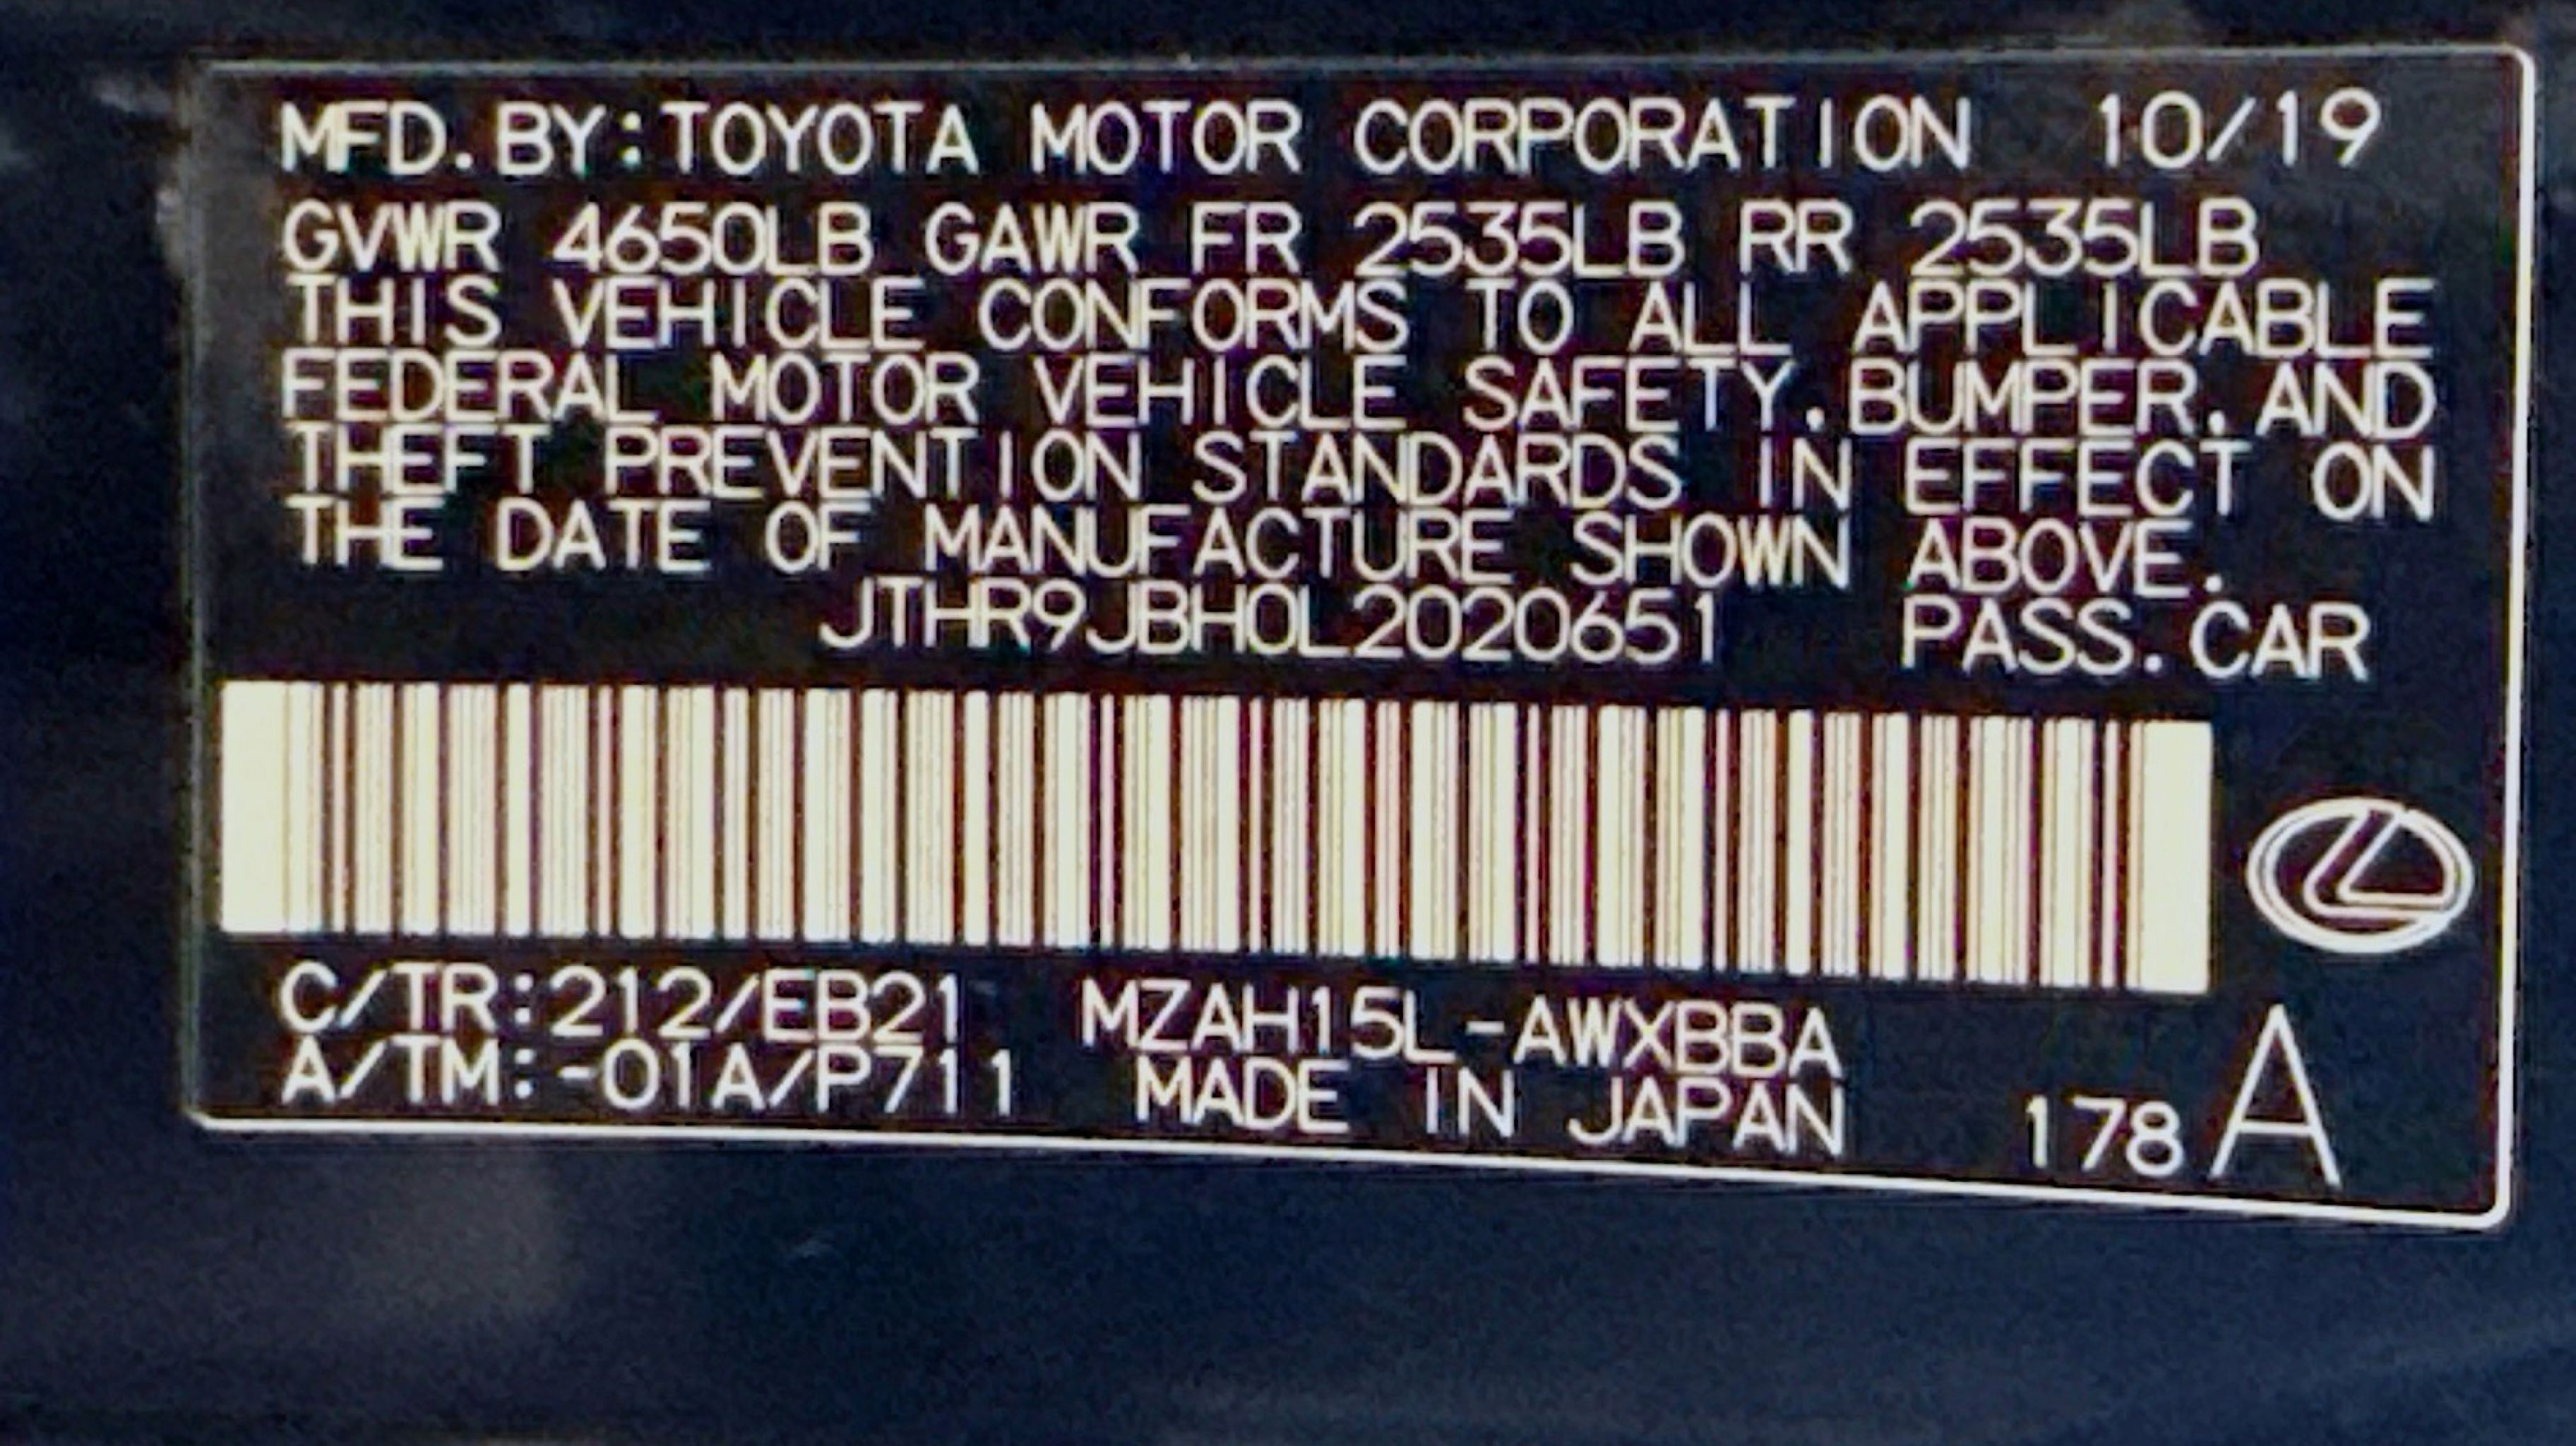 MFD.BY:TOYOTA MOTOR CORPORATION 10/19
GVWR 4650LB GAWR FR 2535LB RR 2535LB
THIS VEHICLE CONFORMS TO ALL APPLICABLE
FEDERAL MOTOR VEHICLE SAFETY,BUMPER,AND
THEFT PREVENTION STANDARDS IN EFFECT ON
THE DATE OF MANUFACTURE SHOWN ABOVE.
JTHR9JBH0L2020651 PASS.CAR
C/TR:212/EB21 MZAH15L-AWXBBA
A/TM:-01A/P711 MADE IN JAPAN 178 A